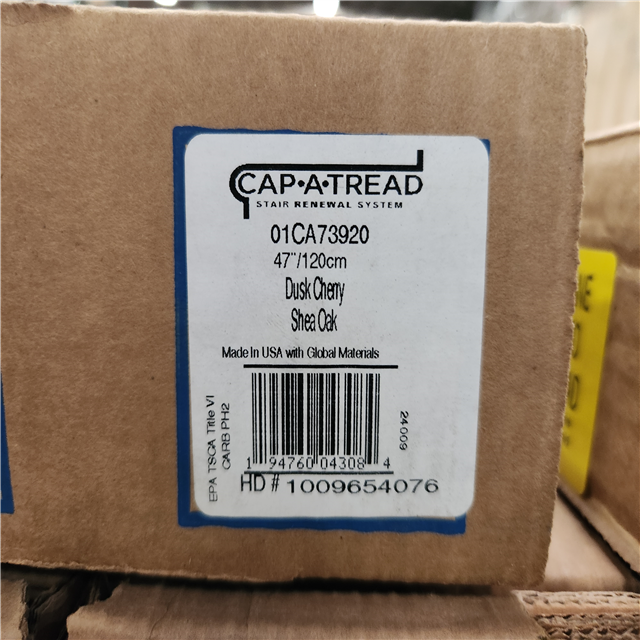 CAP·A·TREAD
STAIR RENEWAL SYSTEM
01CA73920
47"/120cm
Dusk Cherry
Shea Oak
Made In USA with Global Materials
EPA TSCA Title VI
CARB PH2
24009
1 94760 04308 4
HD # 1009654076